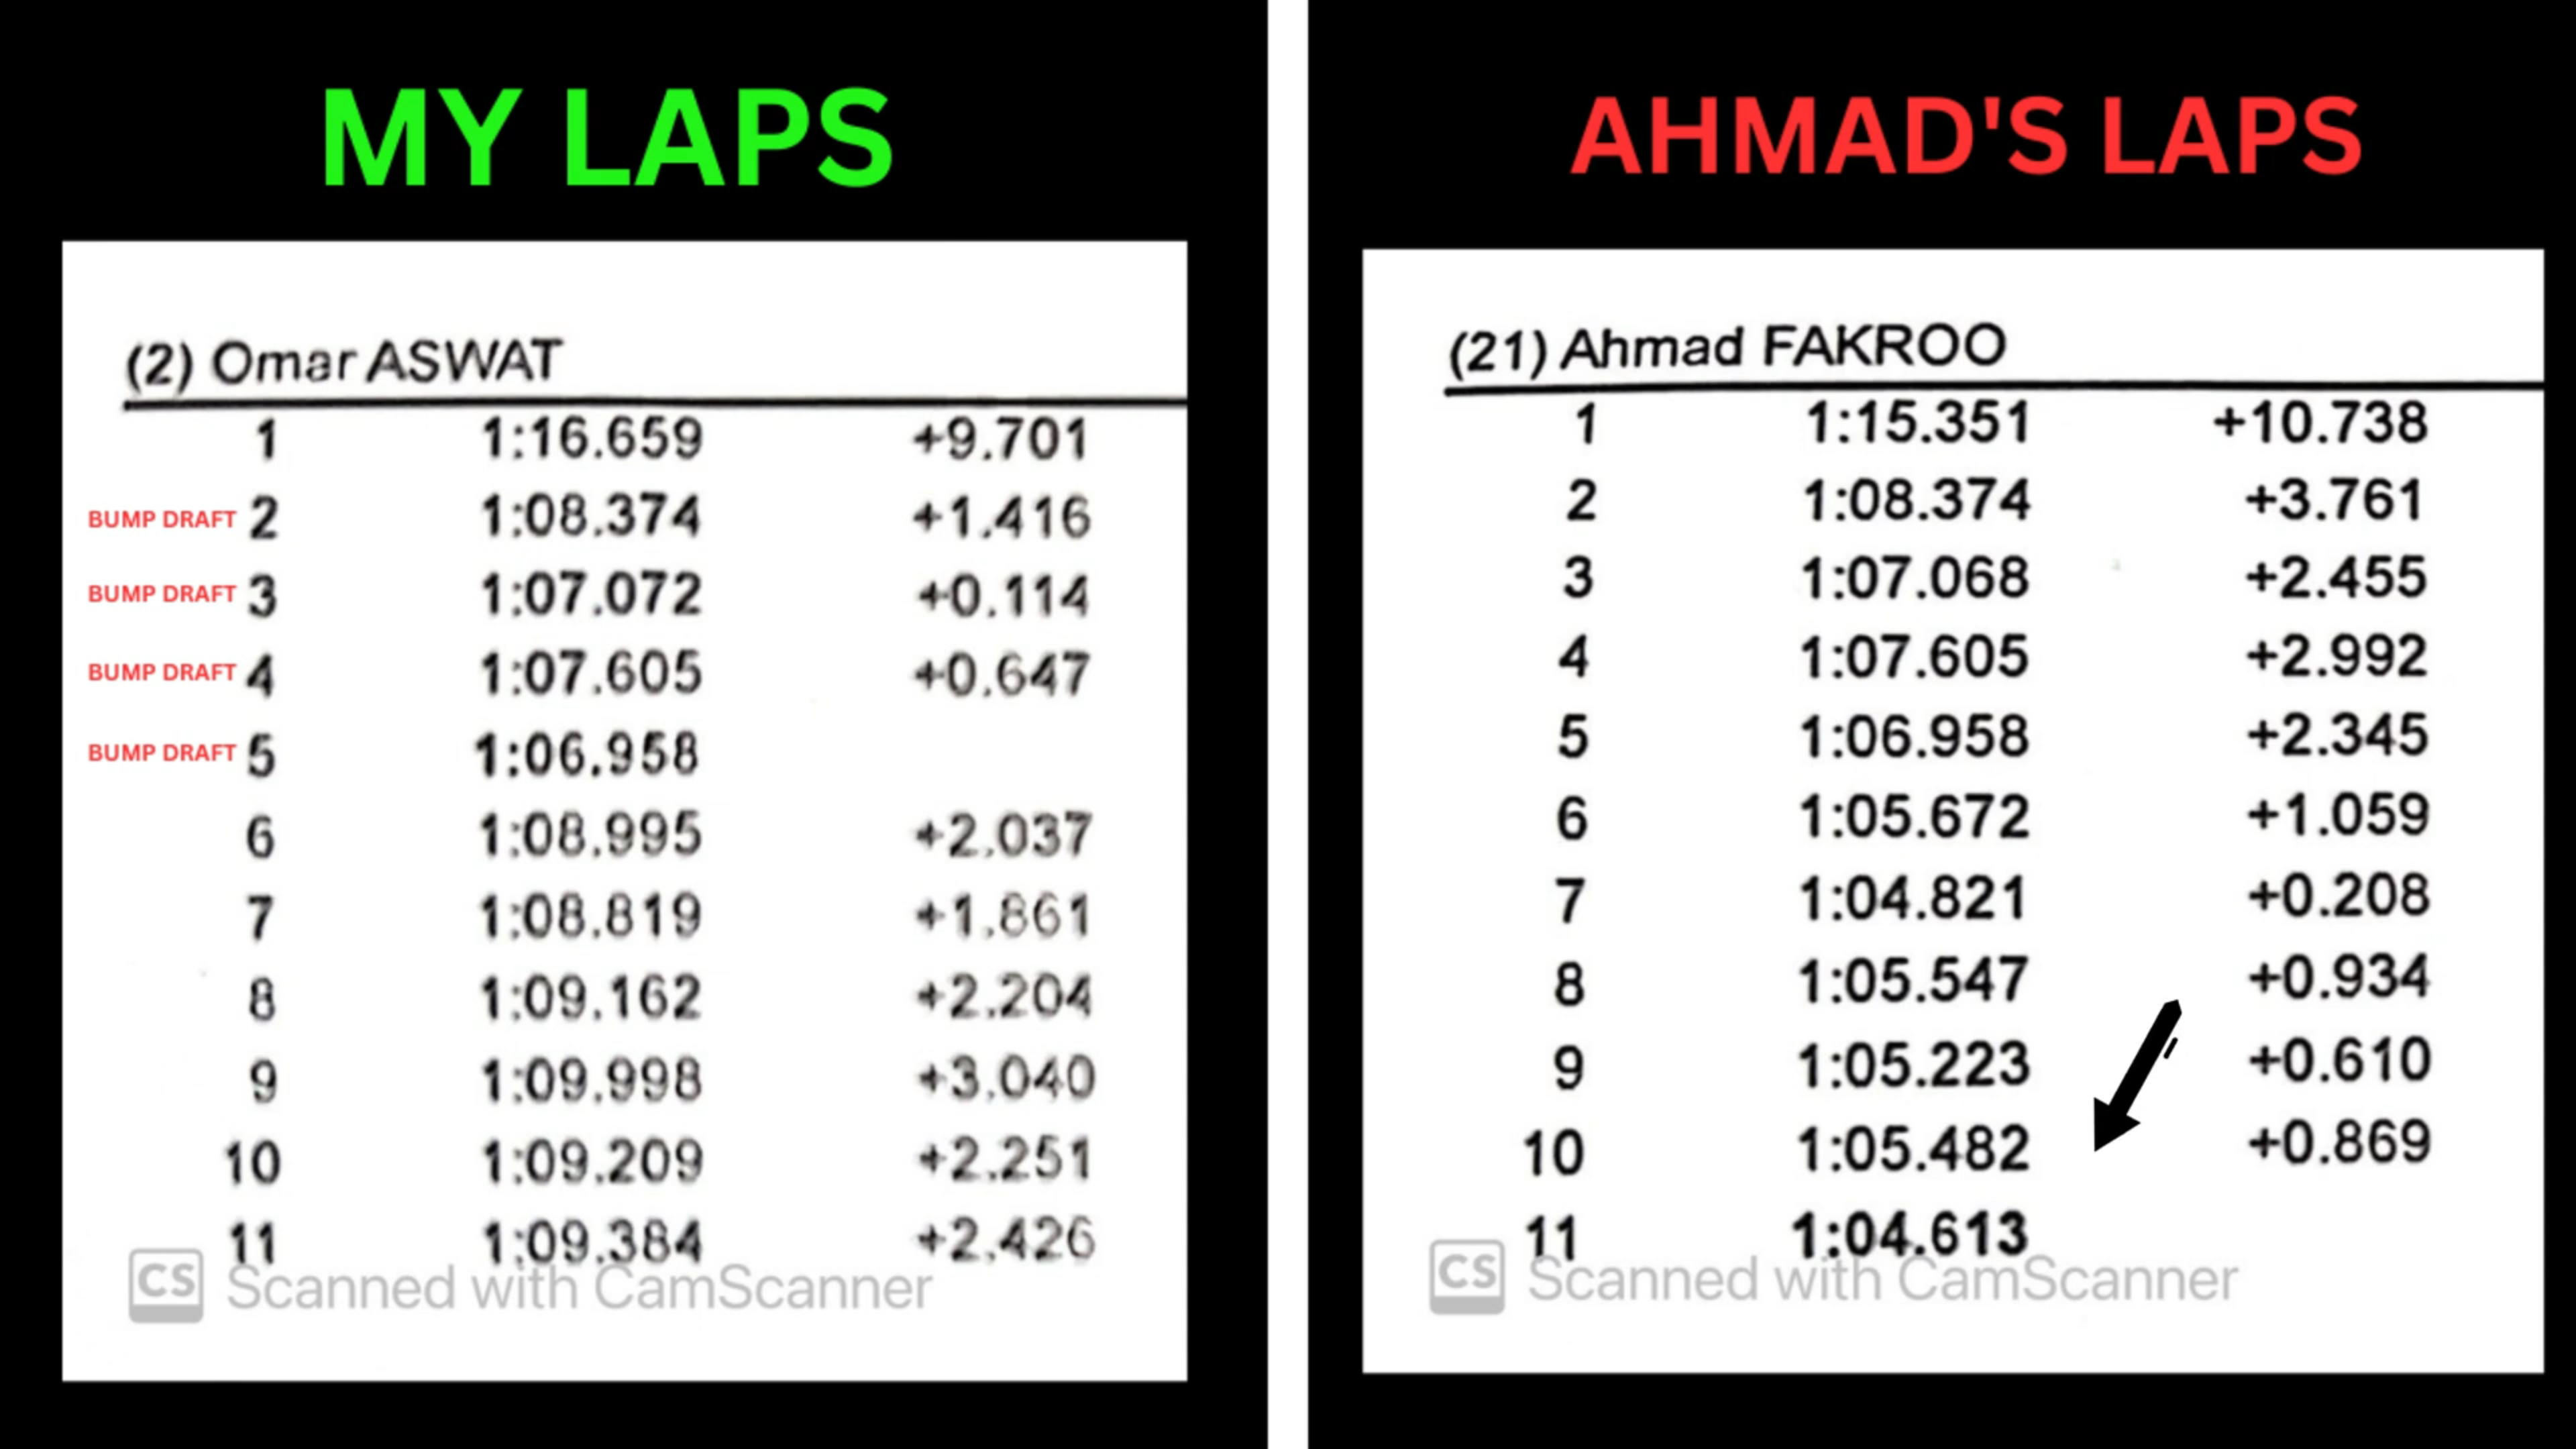 MY LAPS
(2) Omar ASWAT
1 1:16.659 +9.701
BUMP DRAFT 2 1:08.374 +1.416
BUMP DRAFT 3 1:07.072 +0.114
BUMP DRAFT 4 1:07.605 +0.647
BUMP DRAFT 5 1:06.958
6 1:08.995 +2.037
7 1:08.819 +1.861
8 1:09.162 +2.204
9 1:09.998 +3.040
10 1:09.209 +2.251
11 1:09.384 +2.426
CS Scanned with CamScanner
AHMAD'S LAPS
(21) Ahmad FAKROO
1 1:15.351 +10.738
2 1:08.374 +3.761
3 1:07.068 +2.455
4 1:07.605 +2.992
5 1:06.958 +2.345
6 1:05.672 +1.059
7 1:04.821 +0.208
8 1:05.547 +0.934
9 1:05.223 +0.610
10 1:05.482 +0.869
11 1:04.613
CS Scanned with CamScanner